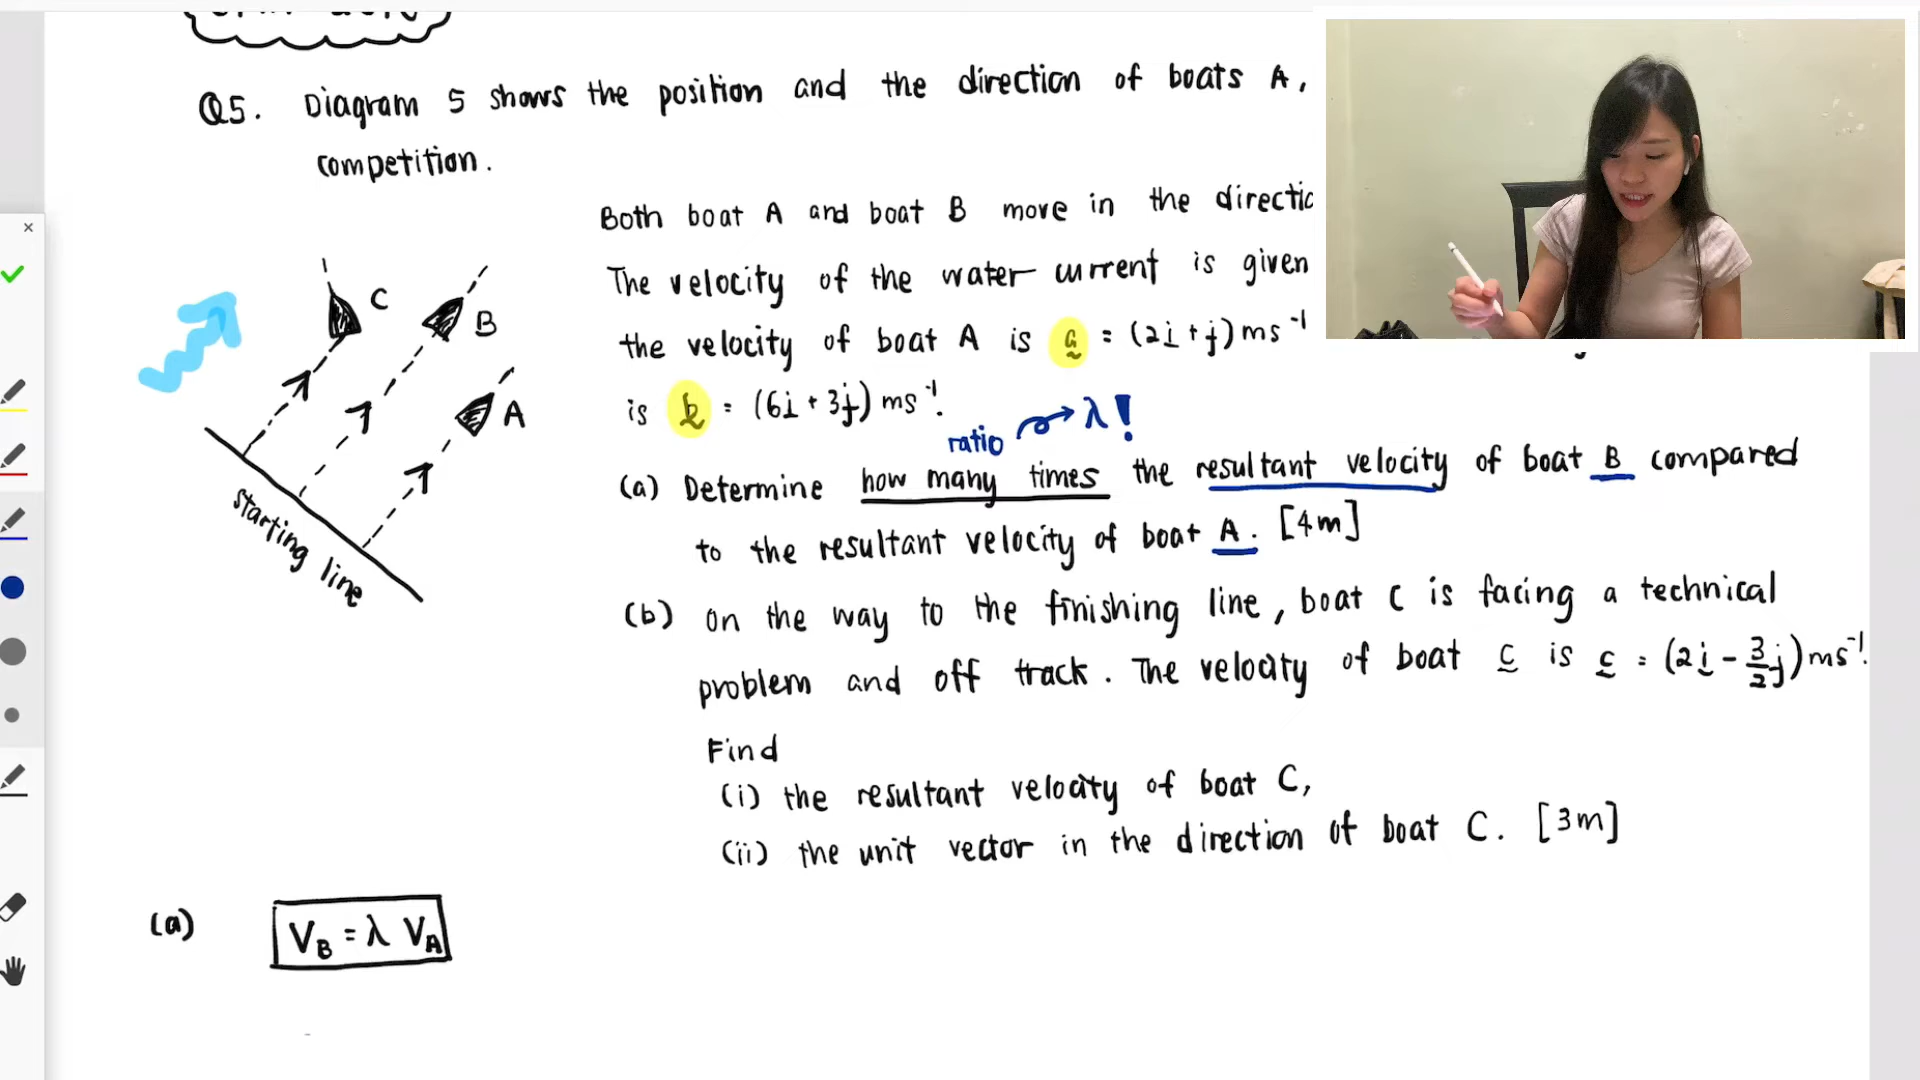 Q5. Diagram 5 shows the position and the direction of boats A,
competition.
Both boat A and boat B move in the
The velocity of the water current is given
the velocity of boat A is a = (2i + j) ms⁻¹
is b = (6i + 3j) ms⁻¹.
ratio → λ!
(a) Determine how many times the resultant velocity of boat B compared
to the resultant velocity of boat A. [4m]
(b) on the way to the finishing line, boat C is facing a technical
problem and off track. The velocity of boat C is c = (2i - 3/2 j) ms⁻¹.
Find
(i) the resultant velocity of boat C,
(ii) the unit vector in the direction of boat C. [3m]
C
B
A
starting line
(a) V_B = λ V_A